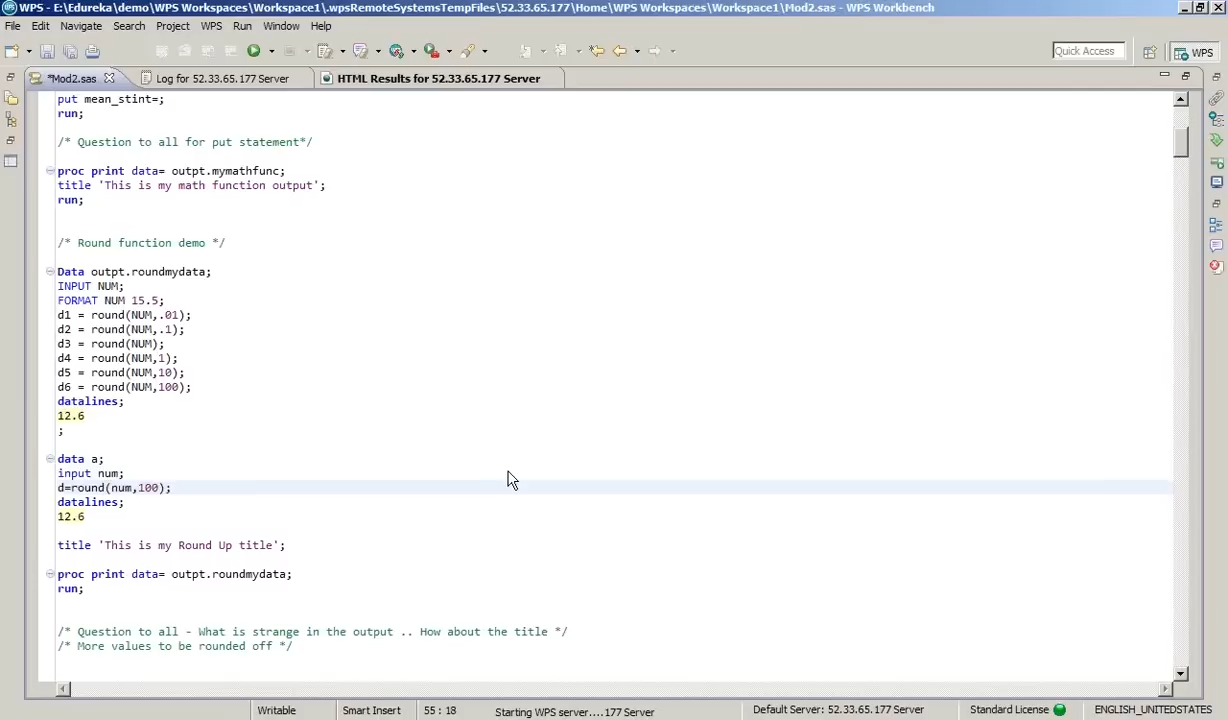 WPS - E:\Edureka\demo\WPS Workspaces\Workspace1\.wpsRemoteSystemsTempFiles\52.33.65.177\Home\WPS Workspaces\Workspace1\Mod2.sas - WPS Workbench
File Edit Navigate Search Project WPS Run Window Help
Quick Access
WPS
*Mod2.sas Log for 52.33.65.177 Server HTML Results for 52.33.65.177 Server
put mean_stint=;
run;
/* Question to all for put statement*/
proc print data= outpt.mymathfunc;
title 'This is my math function output';
run;
/* Round function demo */
Data outpt.roundmydata;
INPUT NUM;
FORMAT NUM 15.5;
d1 = round(NUM,.01);
d2 = round(NUM,.1);
d3 = round(NUM);
d4 = round(NUM,1);
d5 = round(NUM,10);
d6 = round(NUM,100);
datalines;
12.6
;
data a;
input num;
d=round(num,100);
datalines;
12.6
title 'This is my Round Up title';
proc print data= outpt.roundmydata;
run;
/* Question to all - What is strange in the output .. How about the title */
/* More values to be rounded off */
Writable Smart Insert 55 : 18 Starting WPS server....177 Server Default Server: 52.33.65.177 Server Standard License ENGLISH_UNITEDSTATES